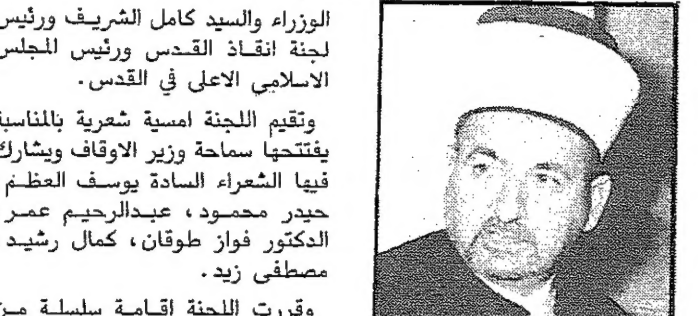 الوزراء والسيد كامل الشريف ورئيس
لجنة انقاذ القدس ورئيس المجلس
الاسلامي الاعلى في القدس.
وتقيم اللجنة امسية شعرية بالمناسبة
يفتتحها سماحة وزير الاوقاف ويشارك
فيها الشعراء السادة يوسف العظم
حيدر محمود، عبدالرحيم عمر
الدكتور فواز طوقان، كمال رشيد
مصطفى زيد.
وقررت اللجنة اقامة سلسلة من